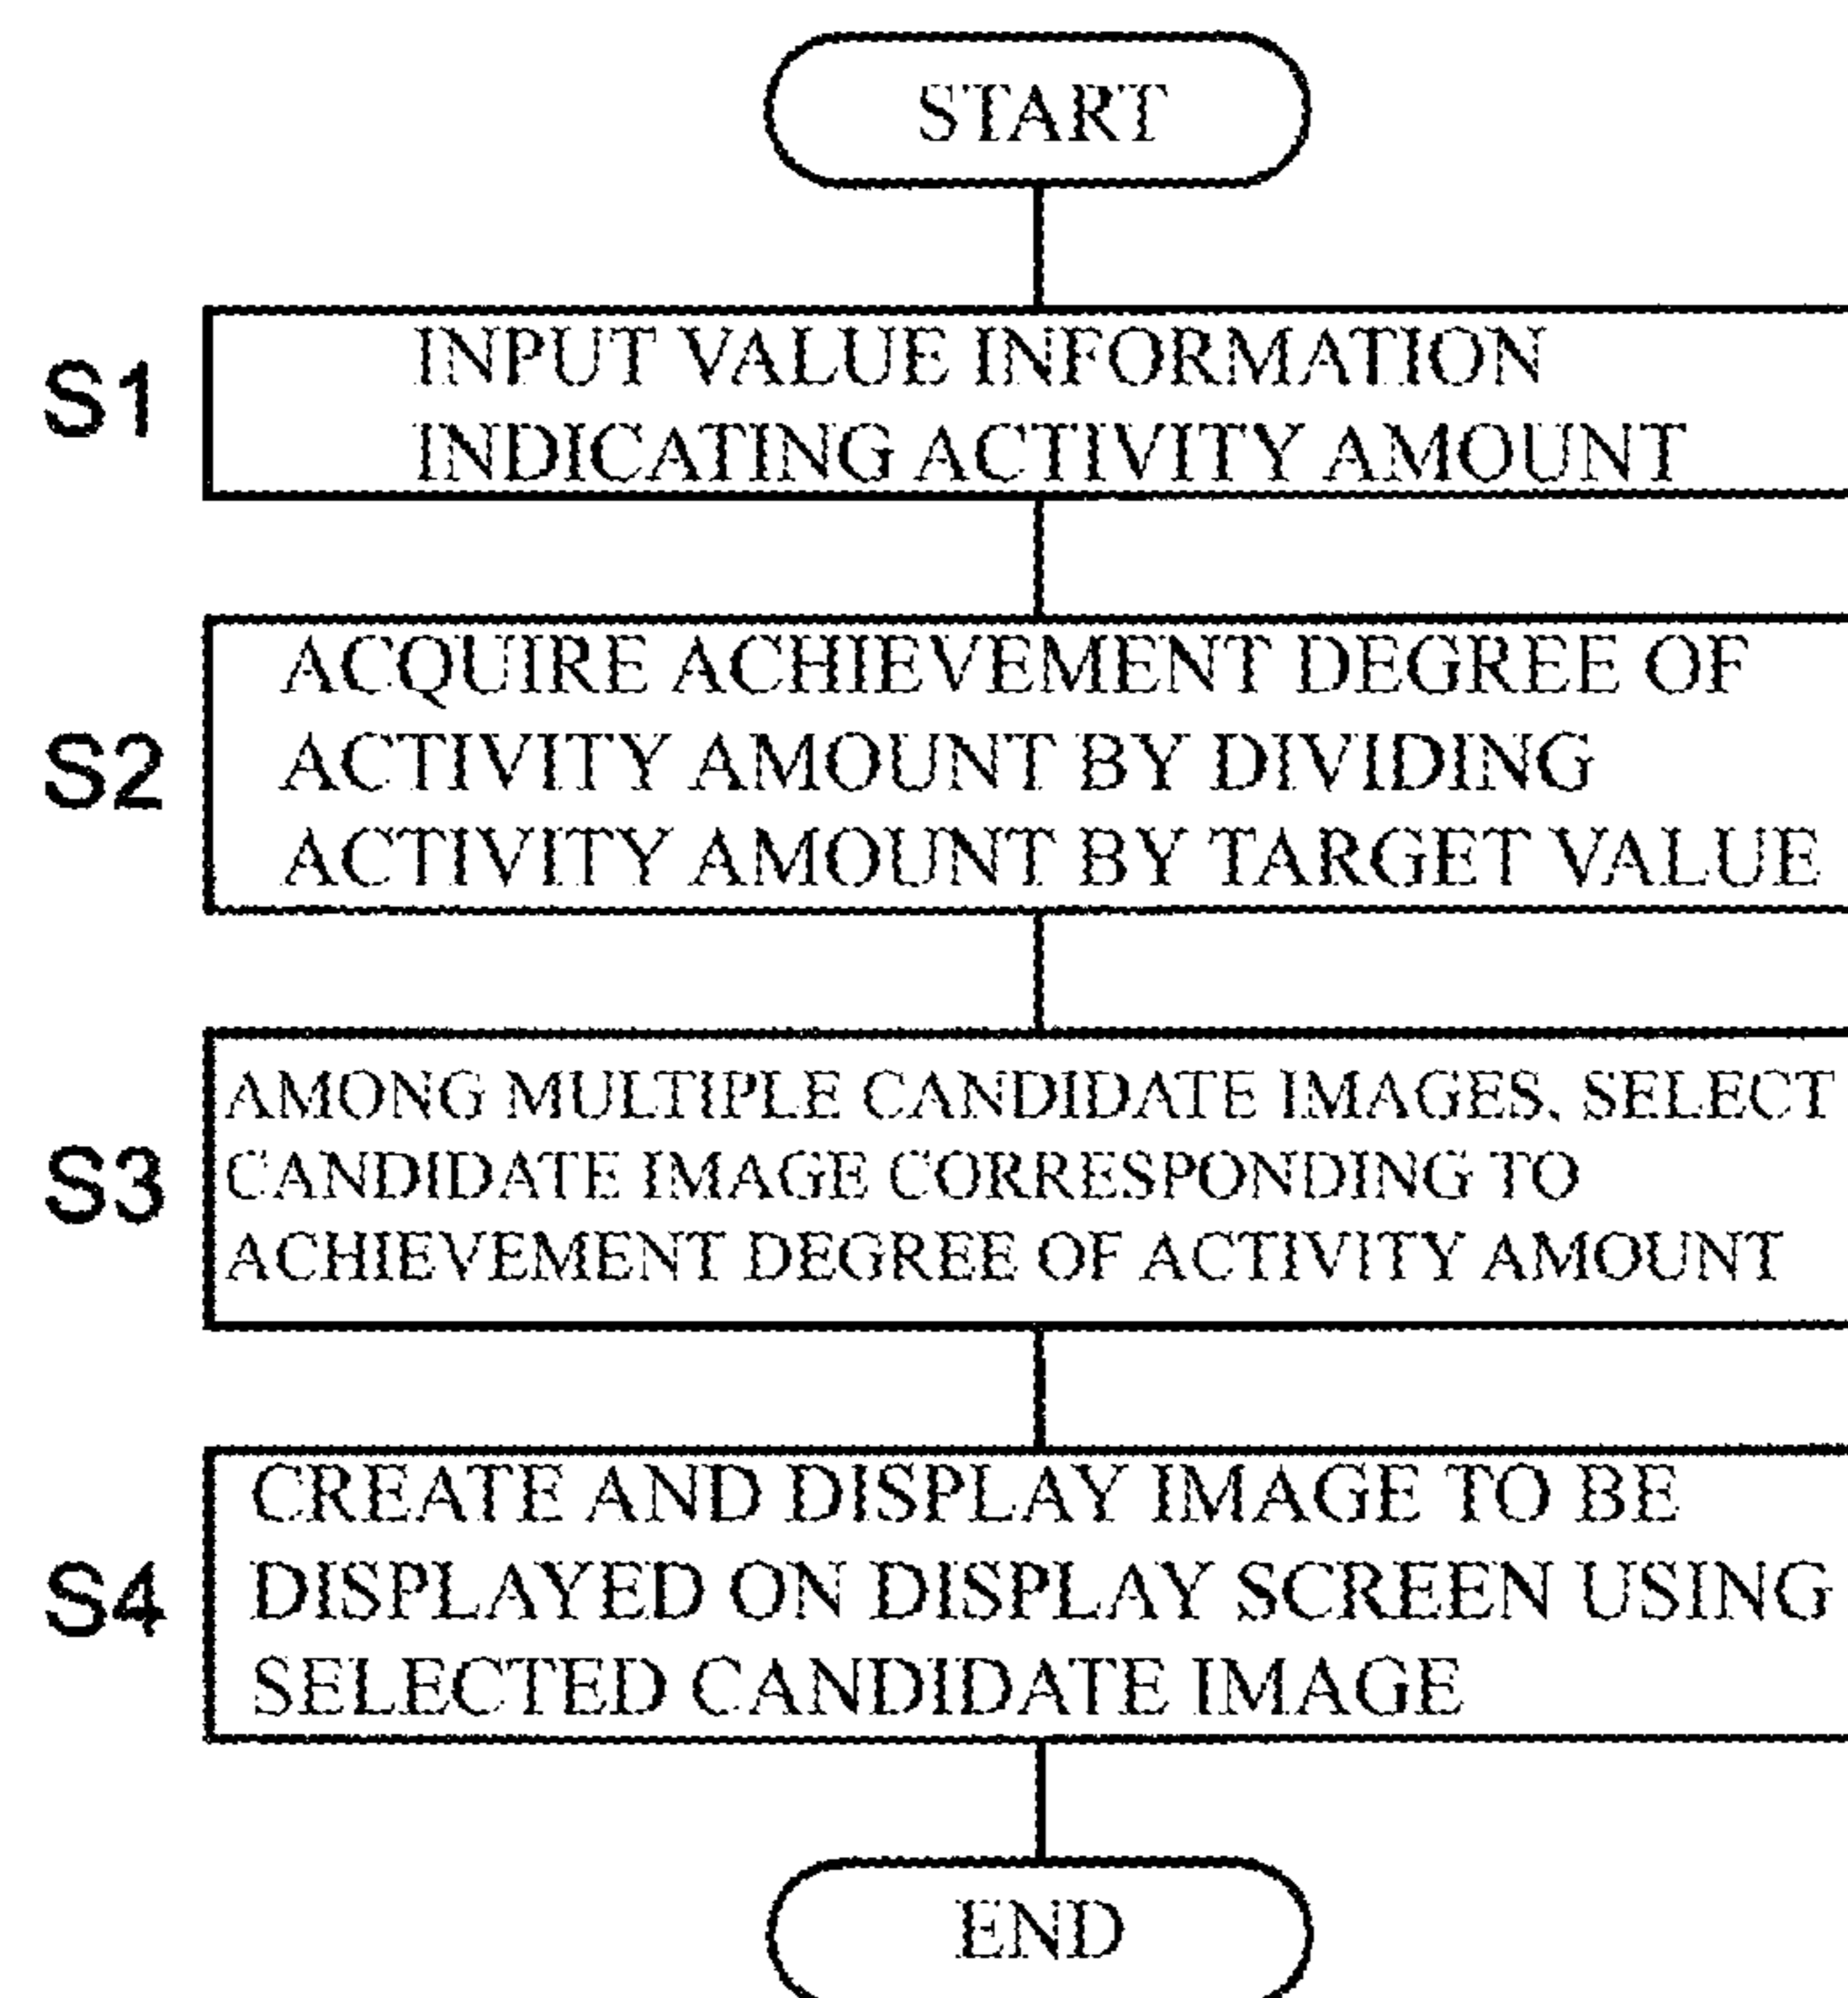 START
S1
INPUT VALUE INFORMATION
INDICATING ACTIVITY AMOUNT
S2
ACQUIRE ACHIEVEMENT DEGREE OF
ACTIVITY AMOUNT BY DIVIDING
ACTIVITY AMOUNT BY TARGET VALUE
S3
AMONG MULTIPLE CANDIDATE IMAGES, SELECT
CANDIDATE IMAGE CORRESPONDING TO
ACHIEVEMENT DEGREE OF ACTIVITY AMOUNT
S4
CREATE AND DISPLAY IMAGE TO BE
DISPLAYED ON DISPLAY SCREEN USING
SELECTED CANDIDATE IMAGE
END